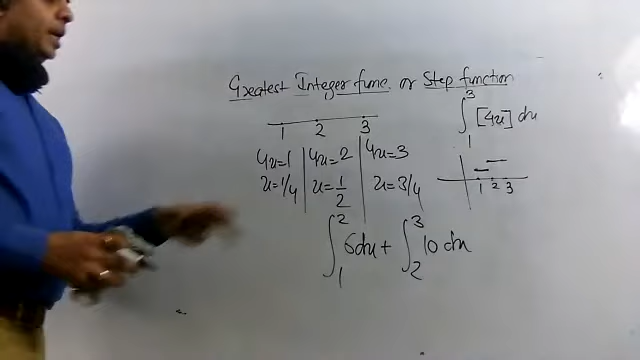 Greatest Integer func. or Step function
∫₁³ [4x] dx
1 2 3
4x=1 | 4x=2 | 4x=3
x=1/4 | x=1/2 | x=3/4
1 2 3
∫₁² 6dx + ∫₂³ 10 dx